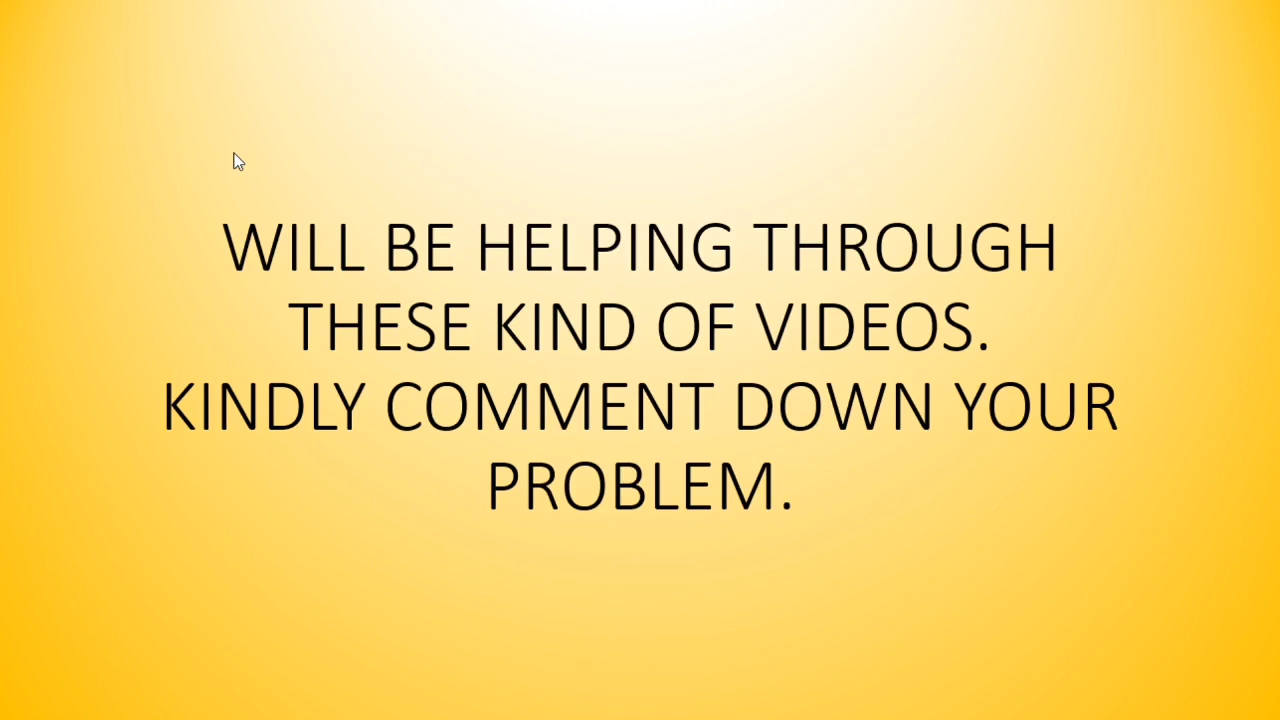 WILL BE HELPING THROUGH
THESE KIND OF VIDEOS.
KINDLY COMMENT DOWN YOUR
PROBLEM.